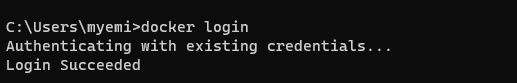 C:\Users\myemi>docker login
Authenticating with existing credentials...
Login Succeeded